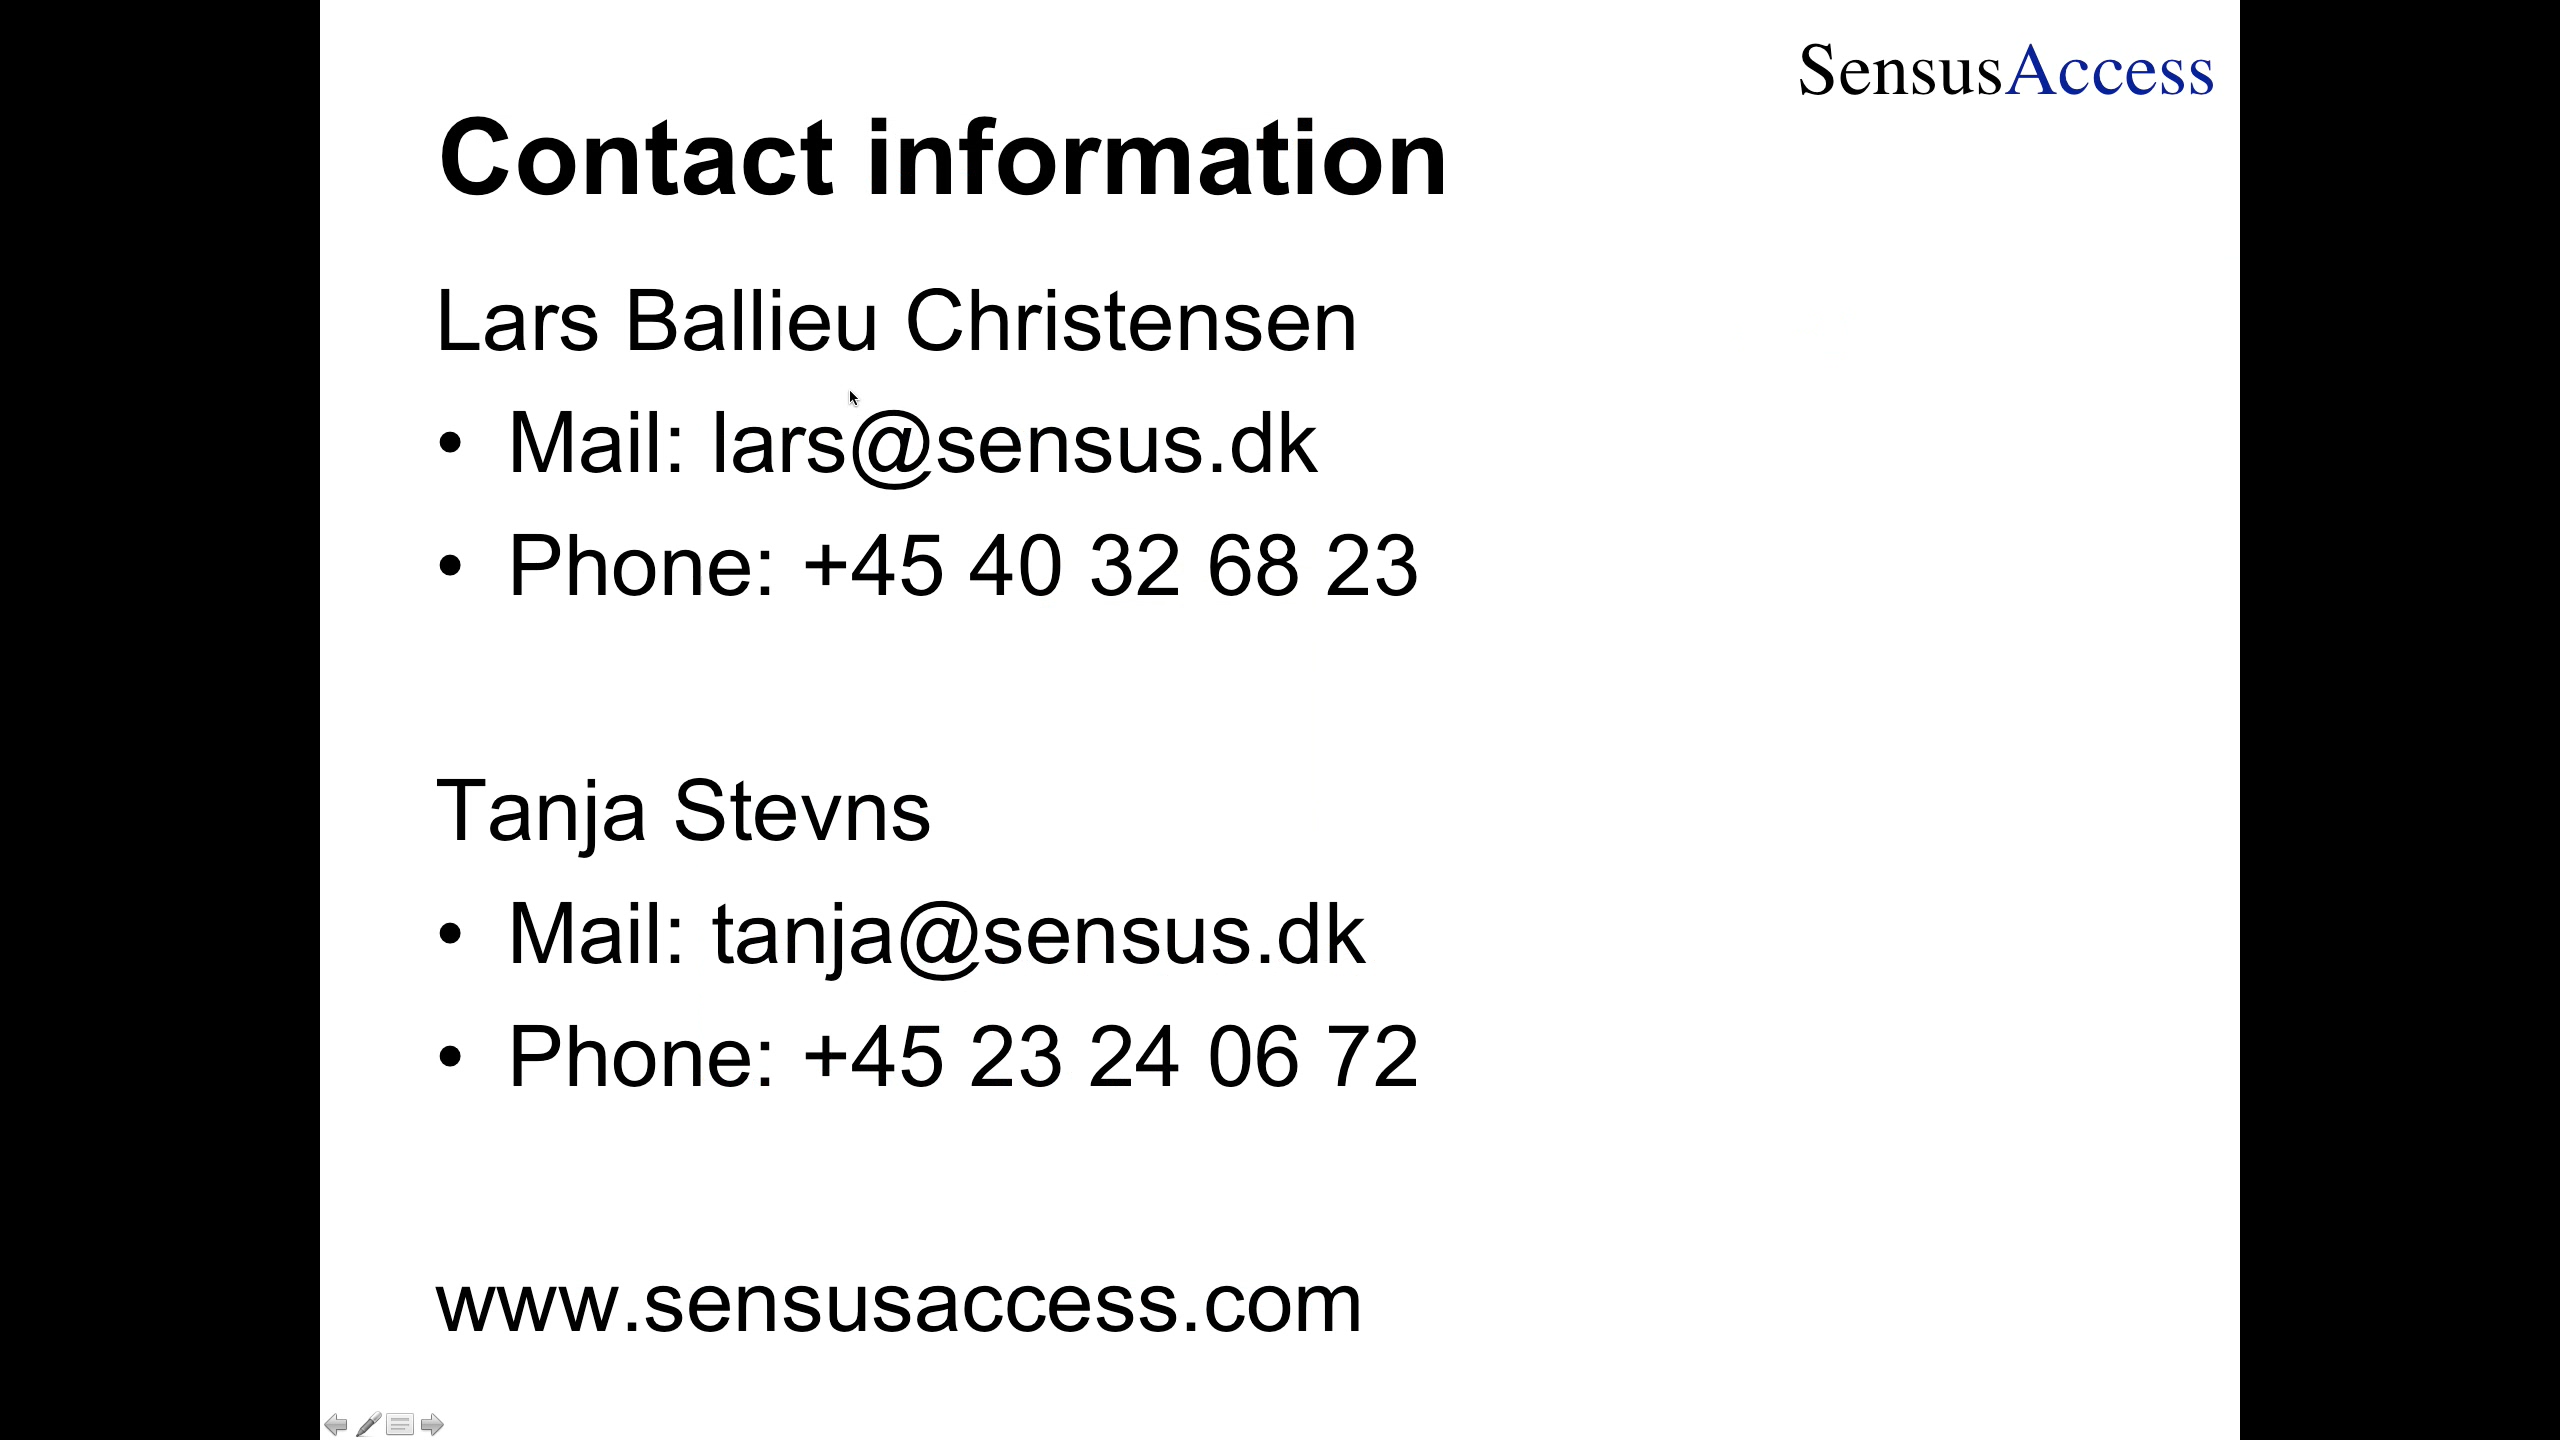 SensusAccess
Contact information
Lars Ballieu Christensen
• Mail: lars@sensus.dk
• Phone: +45 40 32 68 23
Tanja Stevns
• Mail: tanja@sensus.dk
• Phone: +45 23 24 06 72
www.sensusaccess.com